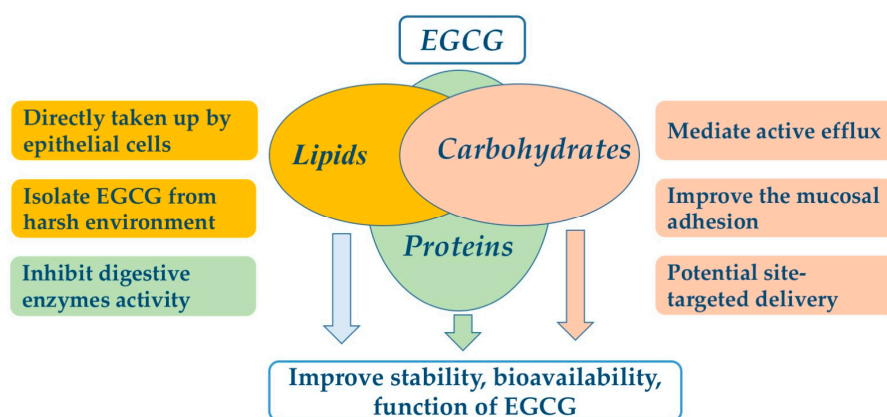 EGCG
Directly taken up by
epithelial cells
Isolate EGCG from
harsh environment
Inhibit digestive
enzymes activity
Lipids
Carbohydrates
Proteins
Mediate active efflux
Improve the mucosal
adhesion
Potential site-
targeted delivery
Improve stability, bioavailability,
function of EGCG